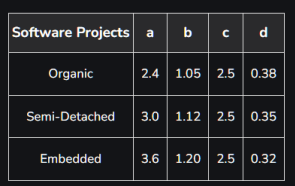 Software Projects a b c d
Organic 2.4 1.05 2.5 0.38
Semi-Detached 3.0 1.12 2.5 0.35
Embedded 3.6 1.20 2.5 0.32